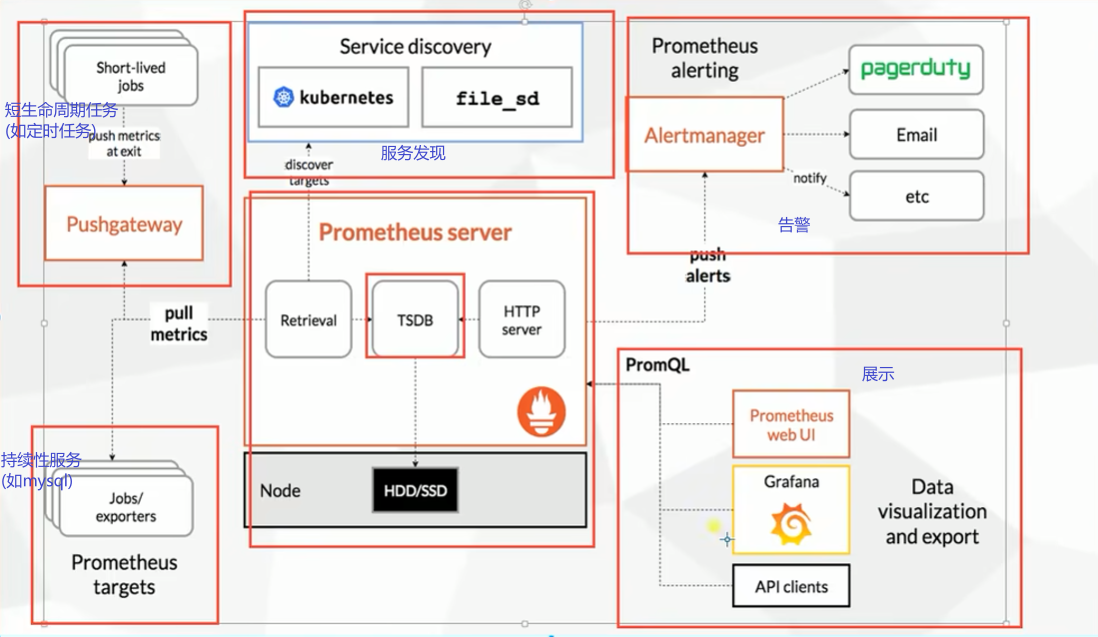 Short-lived
jobs
短生命周期任务
(如定时任务)
push metrics
at exit
Pushgateway
Service discovery
kubernetes
file_sd
服务发现
discover
targets
Prometheus
alerting
Alertmanager
pagerduty
Email
notify
etc
告警
push
alerts
Prometheus server
Retrieval
TSDB
HTTP
server
pull
metrics
Node
HDD/SSD
持续性服务
(如mysql)
Jobs/
exporters
Prometheus
targets
PromQL
展示
Prometheus
web UI
Grafana
API clients
Data
visualization
and export